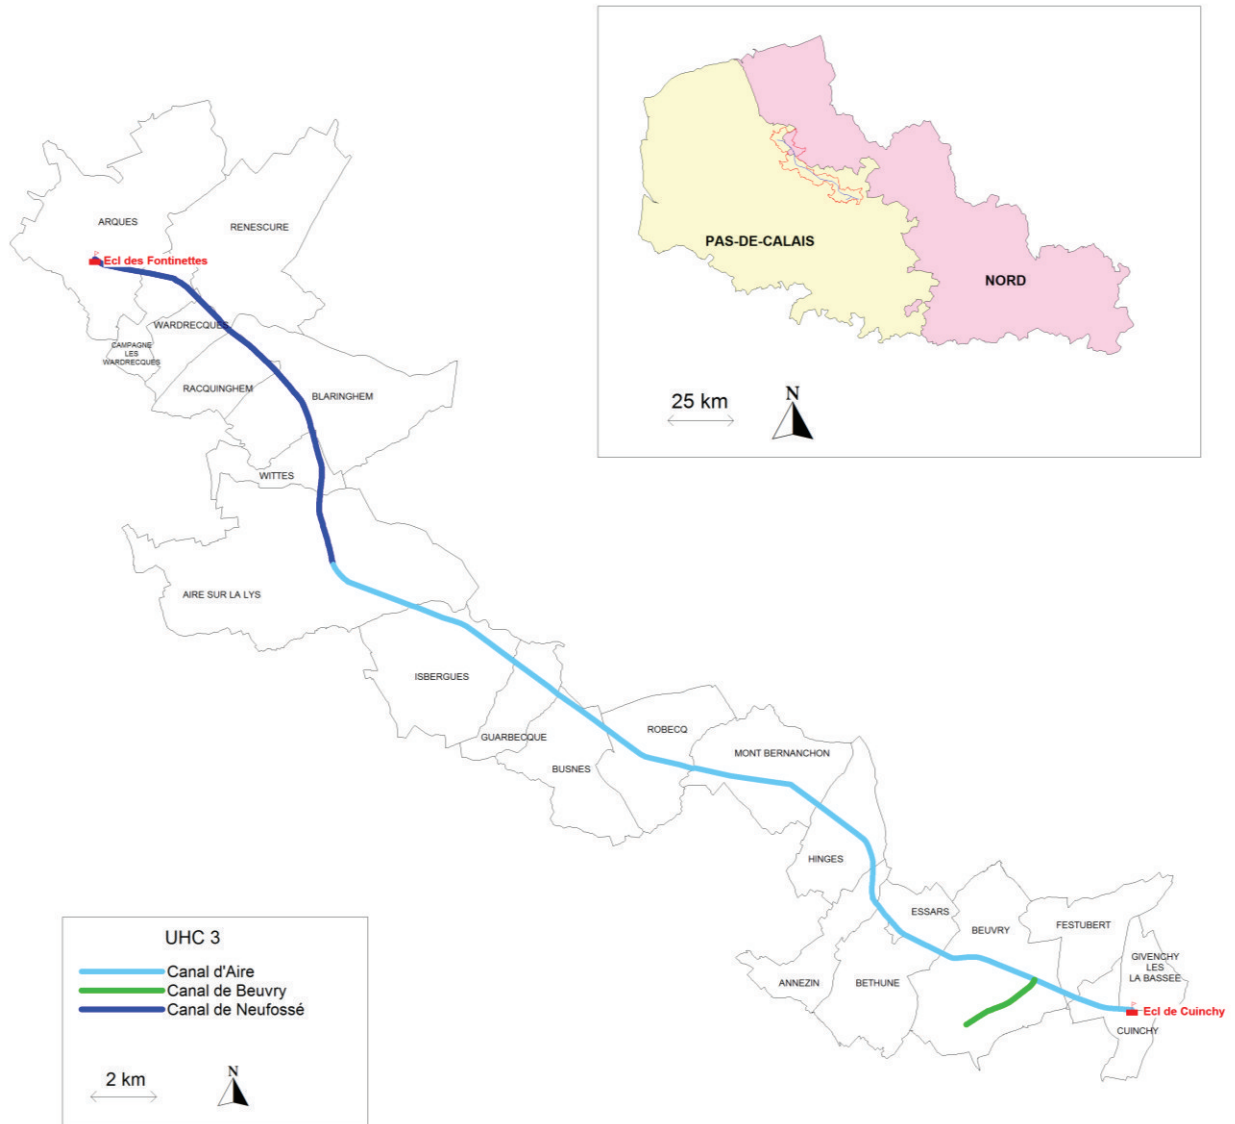 PAS-DE-CALAIS
NORD
25 km
N
ARQUES
RENESCURE
Ecl des Fontinettes
WARDRECQUES
CAMPAGNE
LES
WARDRECQUES
RACQUINGHEM
BLARINGHEM
WITTES
AIRE SUR LA LYS
ISBERGUES
GUARBECQUE
BUSNES
ROBECQ
MONT BERNANCHON
HINGES
ESSARS
BEUVRY
FESTUBERT
GIVENCHY
LES
LA BASSEE
ANNEZIN
BETHUNE
Ecl de Cuinchy
CUINCHY
UHC 3
Canal d'Aire
Canal de Beuvry
Canal de Neufossé
2 km
N